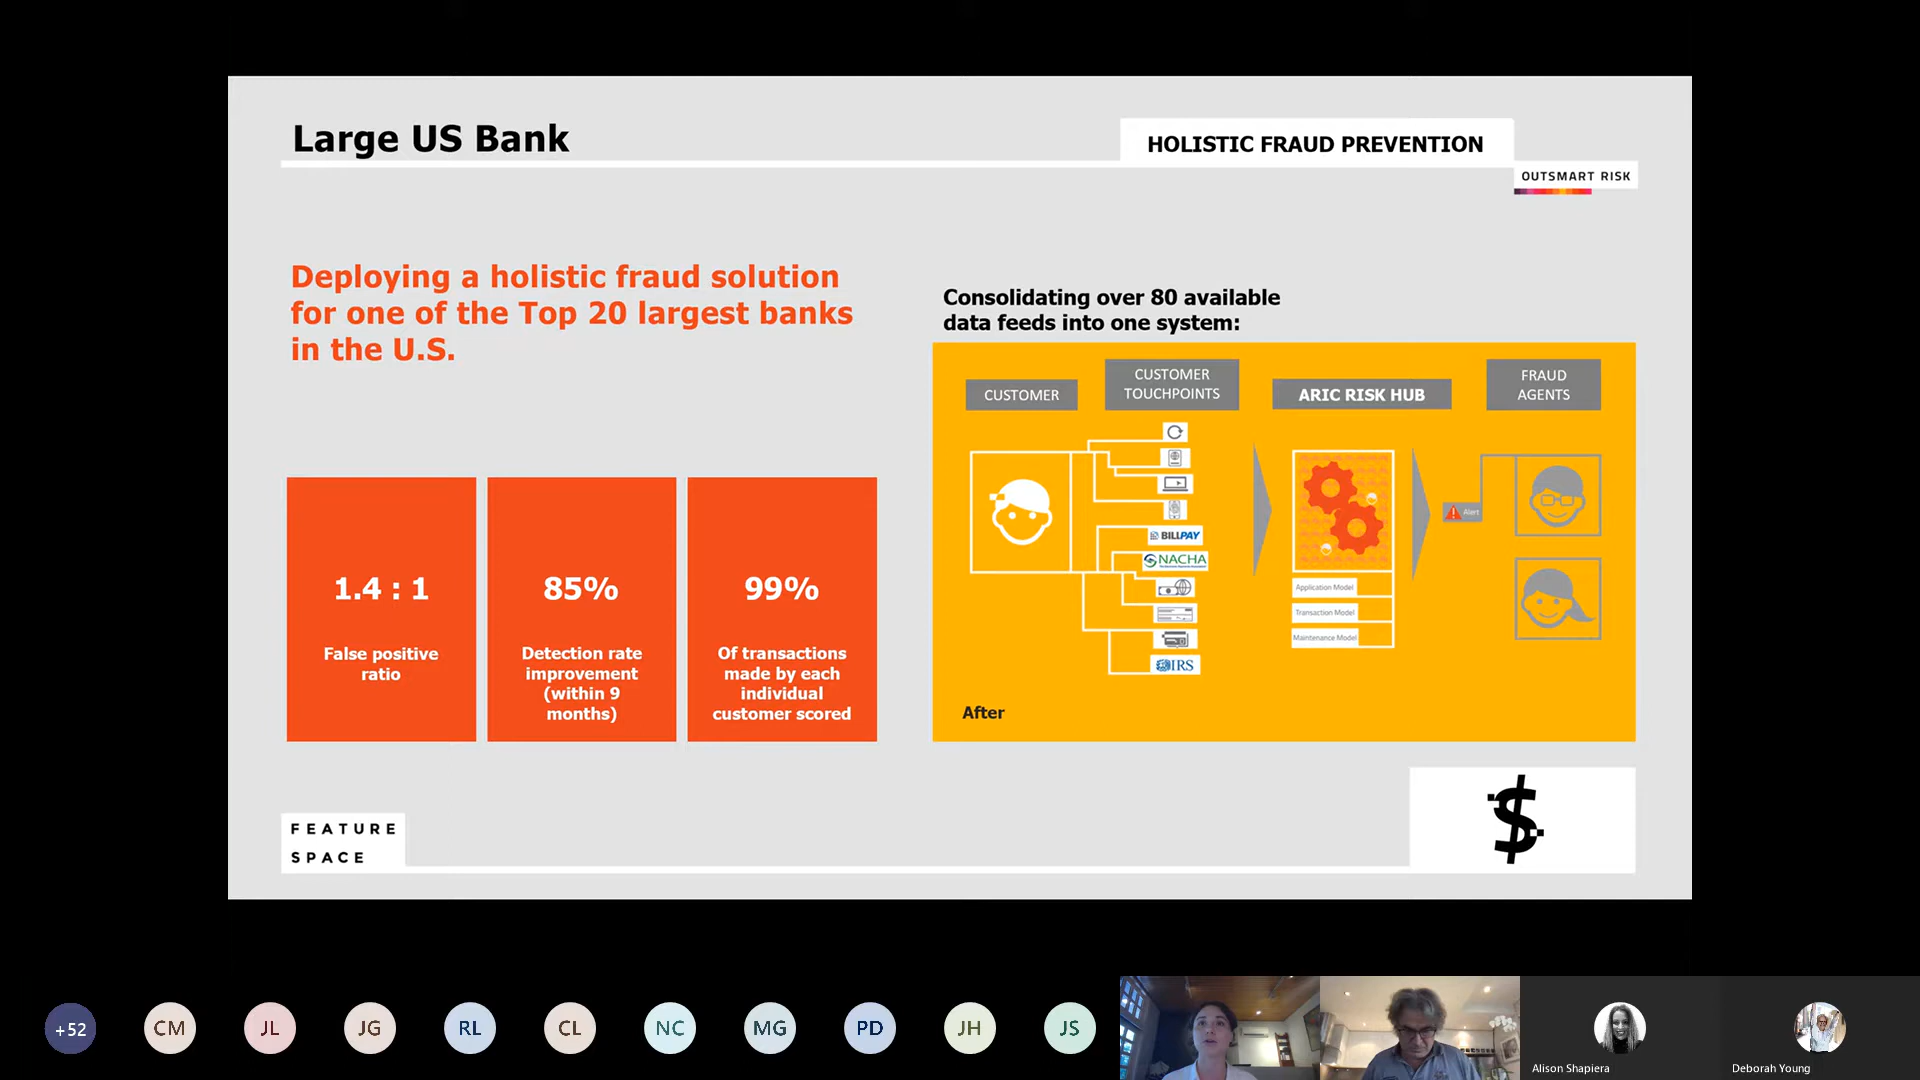 Large US Bank
HOLISTIC FRAUD PREVENTION
OUTSMART RISK
Deploying a holistic fraud solution
for one of the Top 20 largest banks
in the U.S.
1.4 : 1
False positive
ratio
85%
Detection rate
improvement
(within 9
months)
99%
Of transactions
made by each
individual
customer scored
Consolidating over 80 available
data feeds into one system:
CUSTOMER
CUSTOMER
TOUCHPOINTS
ARIC RISK HUB
FRAUD
AGENTS
BILLPAY
NACHA
IRS
Application Model
Transaction Model
Maintenance Model
Alert
After
FEATURE
SPACE
$
+52
CM
JL
JG
RL
CL
NC
MG
PD
JH
JS
Alison Shapiera
Deborah Young